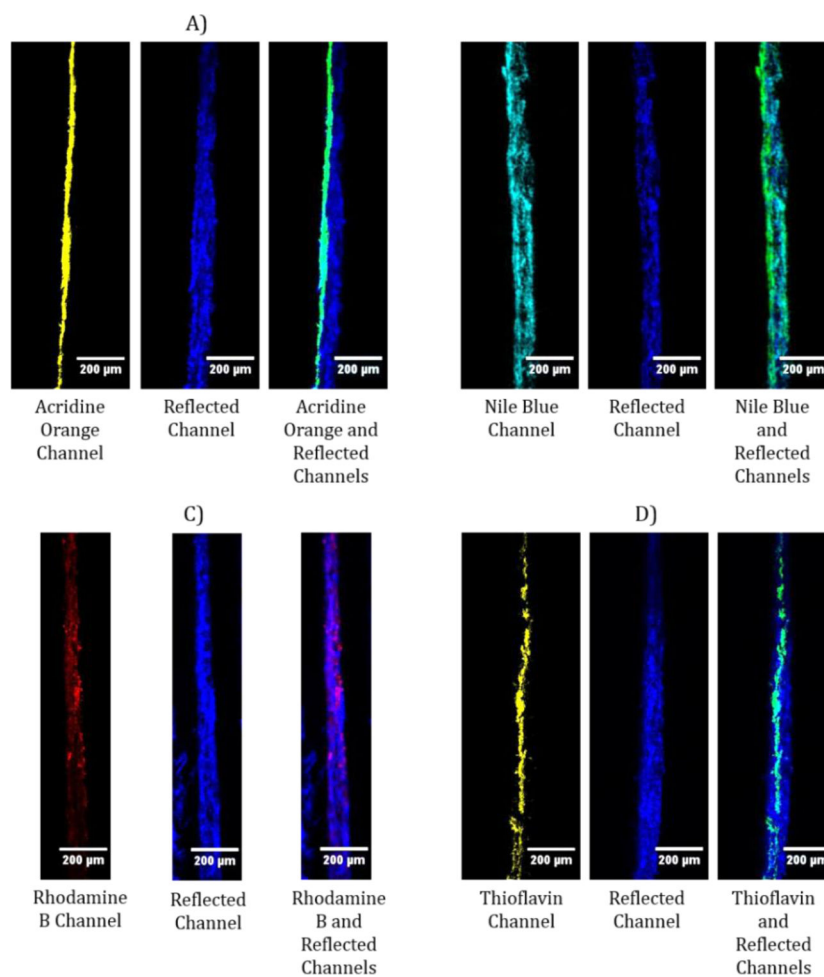 A)
200 µm
200 µm
200 µm
Acridine
Orange
Channel
Reflected
Channel
Acridine
Orange and
Reflected
Channels
200 µm
200 µm
200 µm
Nile Blue
Channel
Reflected
Channel
Nile Blue
and
Reflected
Channels
C)
200 µm
200 µm
200 µm
Rhodamine
B Channel
Reflected
Channel
Rhodamine
B and
Reflected
Channels
D)
200 µm
200 µm
200 µm
Thioflavin
Channel
Reflected
Channel
Thioflavin
and
Reflected
Channels